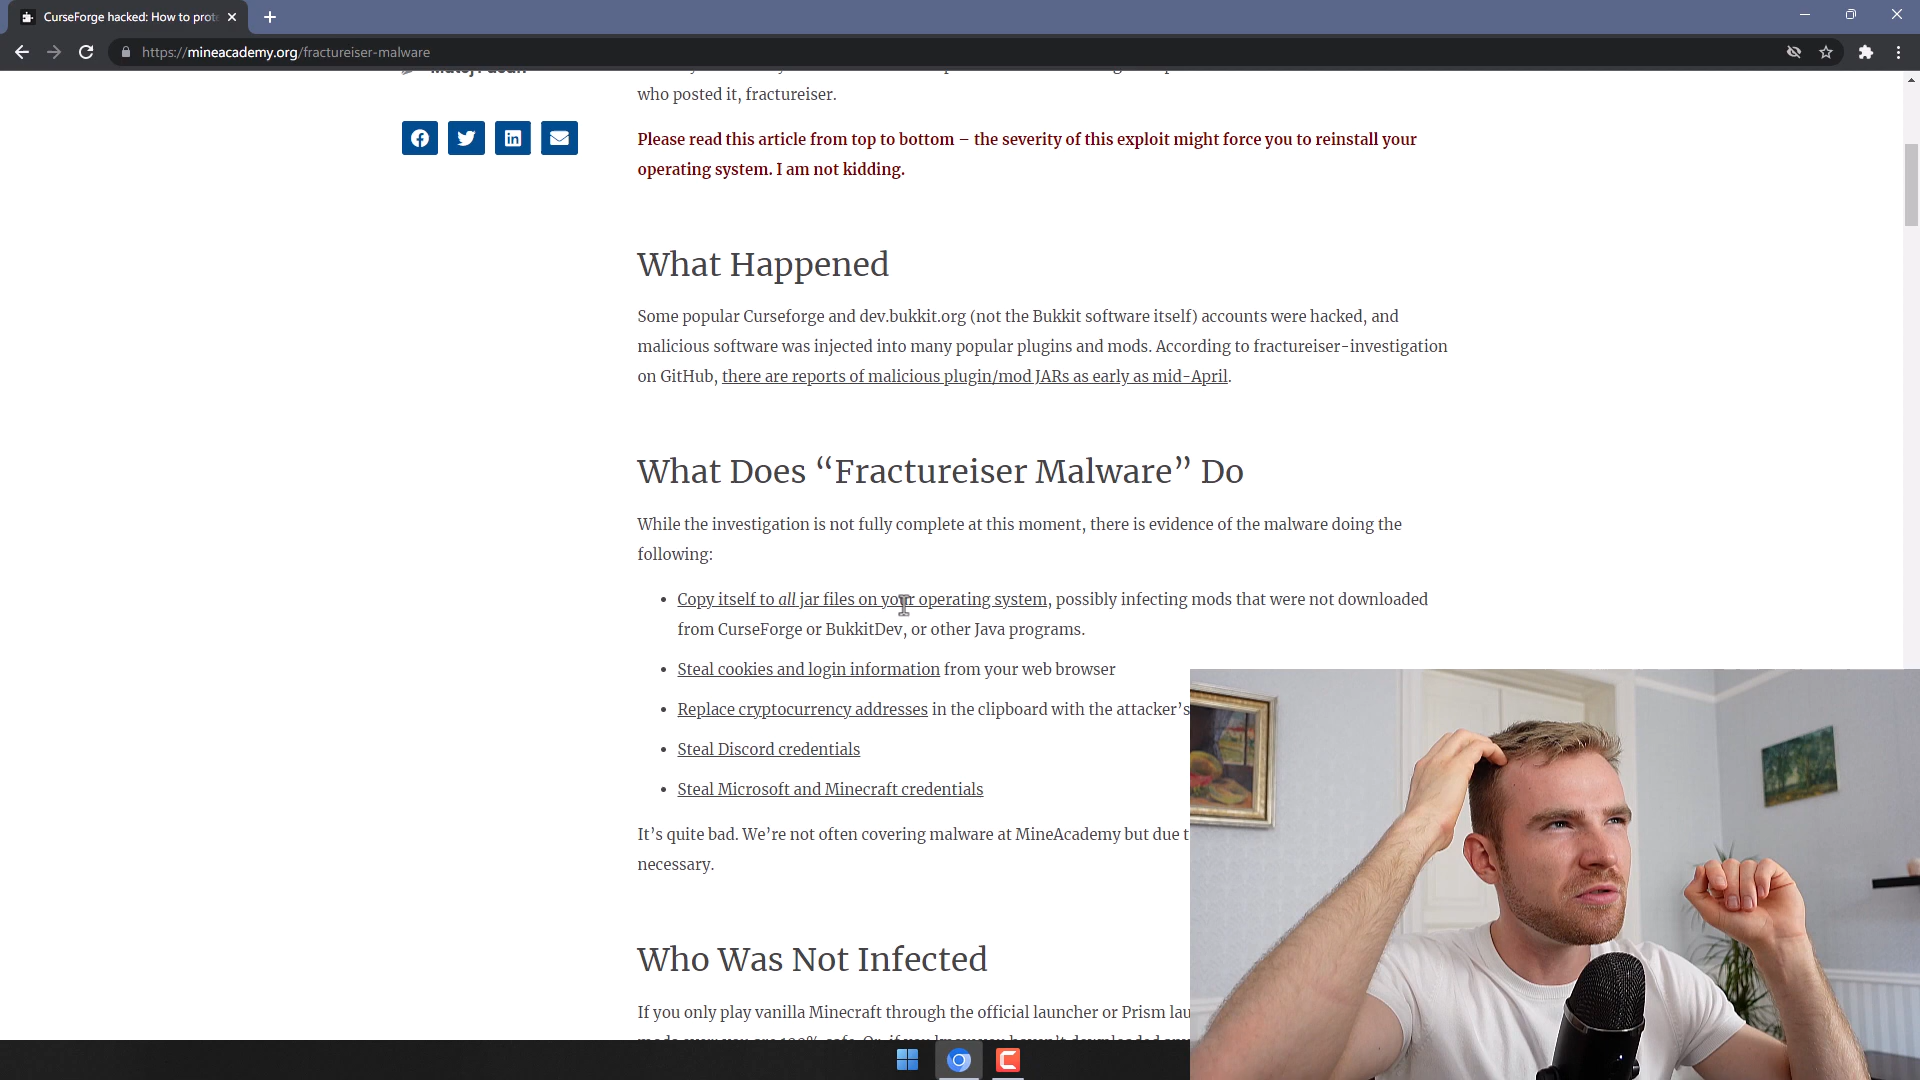 CurseForge hacked: How to prote
https://mineacademy.org/fractureiser-malware
who posted it, fractureiser.
Please read this article from top to bottom – the severity of this exploit might force you to reinstall your
operating system. I am not kidding.
What Happened
Some popular Curseforge and dev.bukkit.org (not the Bukkit software itself) accounts were hacked, and
malicious software was injected into many popular plugins and mods. According to fractureiser-investigation
on GitHub, there are reports of malicious plugin/mod JARs as early as mid-April.
What Does “Fractureiser Malware” Do
While the investigation is not fully complete at this moment, there is evidence of the malware doing the
following:
• Copy itself to all jar files on your operating system, possibly infecting mods that were not downloaded
from CurseForge or BukkitDev, or other Java programs.
• Steal cookies and login information from your web browser
• Replace cryptocurrency addresses in the clipboard with the attacker’s
• Steal Discord credentials
• Steal Microsoft and Minecraft credentials
It’s quite bad. We’re not often covering malware at MineAcademy but due t
necessary.
Who Was Not Infected
If you only play vanilla Minecraft through the official launcher or Prism lau